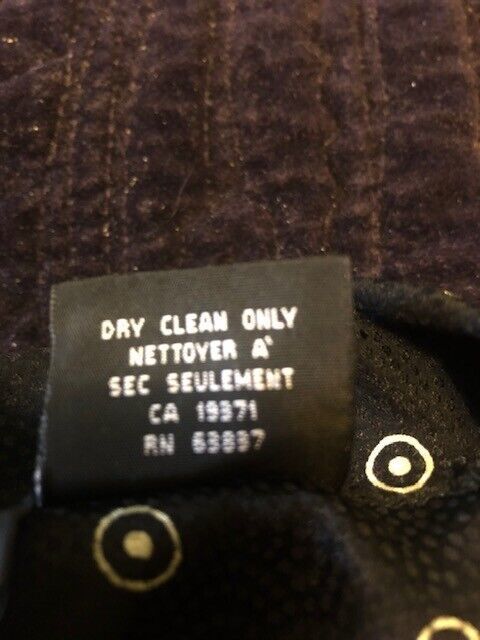 DRY CLEAN ONLY
NETTOYER A`
SEC SEULEMENT
CA 19371
RN 63837